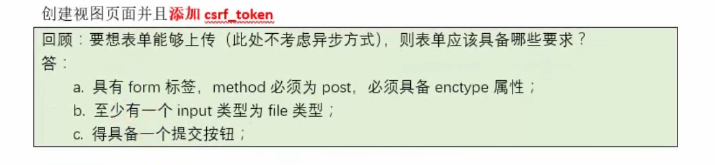 创建视图页面并且添加 csrf_token
回顾：要想表单能够上传（此处不考虑异步方式），则表单应该具备哪些要求？
答：
a. 具有 form 标签，method 必须为 post，必须具备 enctype 属性；
b. 至少有一个 input 类型为 file 类型；
c. 得具备一个提交按钮；